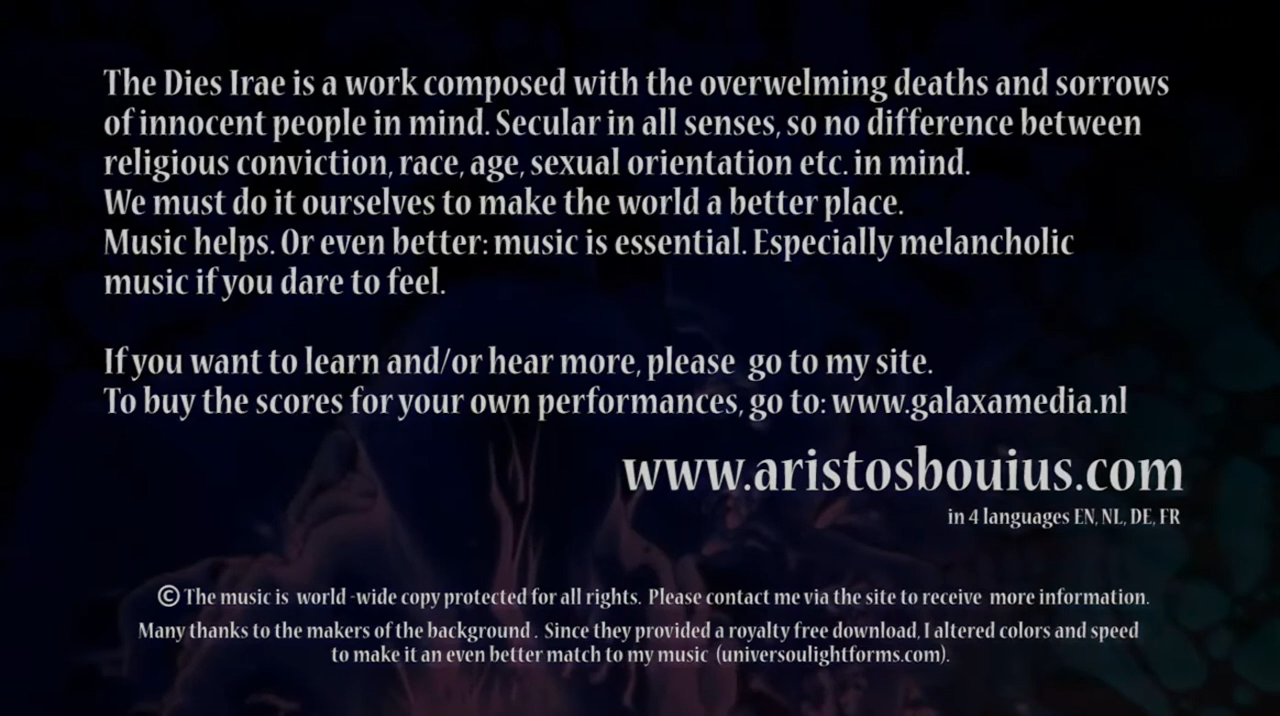 The Dies Irae is a work composed with the overwelming deaths and sorrows
of innocent people in mind. Secular in all senses, so no difference between
religious conviction, race, age, sexual orientation etc. in mind.
We must do it ourselves to make the world a better place.
Music helps. Or even better: music is essential. Especially melancholic
music if you dare to feel.
If you want to learn and/or hear more, please go to my site.
To buy the scores for your own performances, go to: www.galaxamedia.nl
www.aristosbouius.com
in 4 languages EN, NL, DE, FR
© The music is world-wide copy protected for all rights. Please contact me via the site to receive more information.
Many thanks to the makers of the background. Since they provided a royalty free download, I altered colors and speed
to make it an even better match to my music (universoulightforms.com).